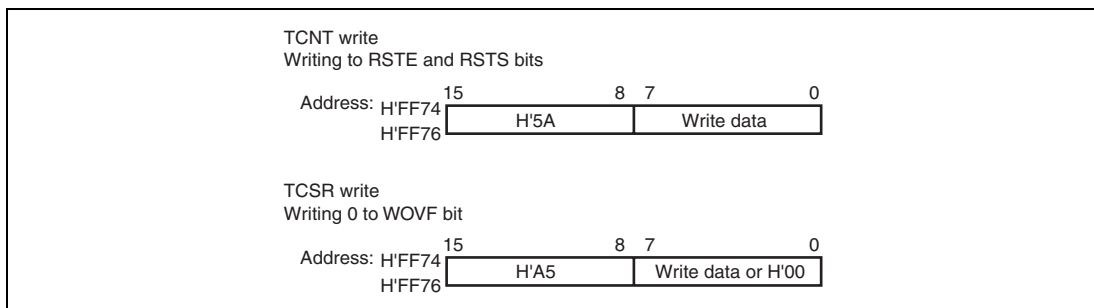 TCNT write
Writing to RSTE and RSTS bits
15 8 7 0
Address: H'FF74
H'FF76
H'5A Write data
TCSR write
Writing 0 to WOVF bit
15 8 7 0
Address: H'FF74
H'FF76
H'A5 Write data or H'00